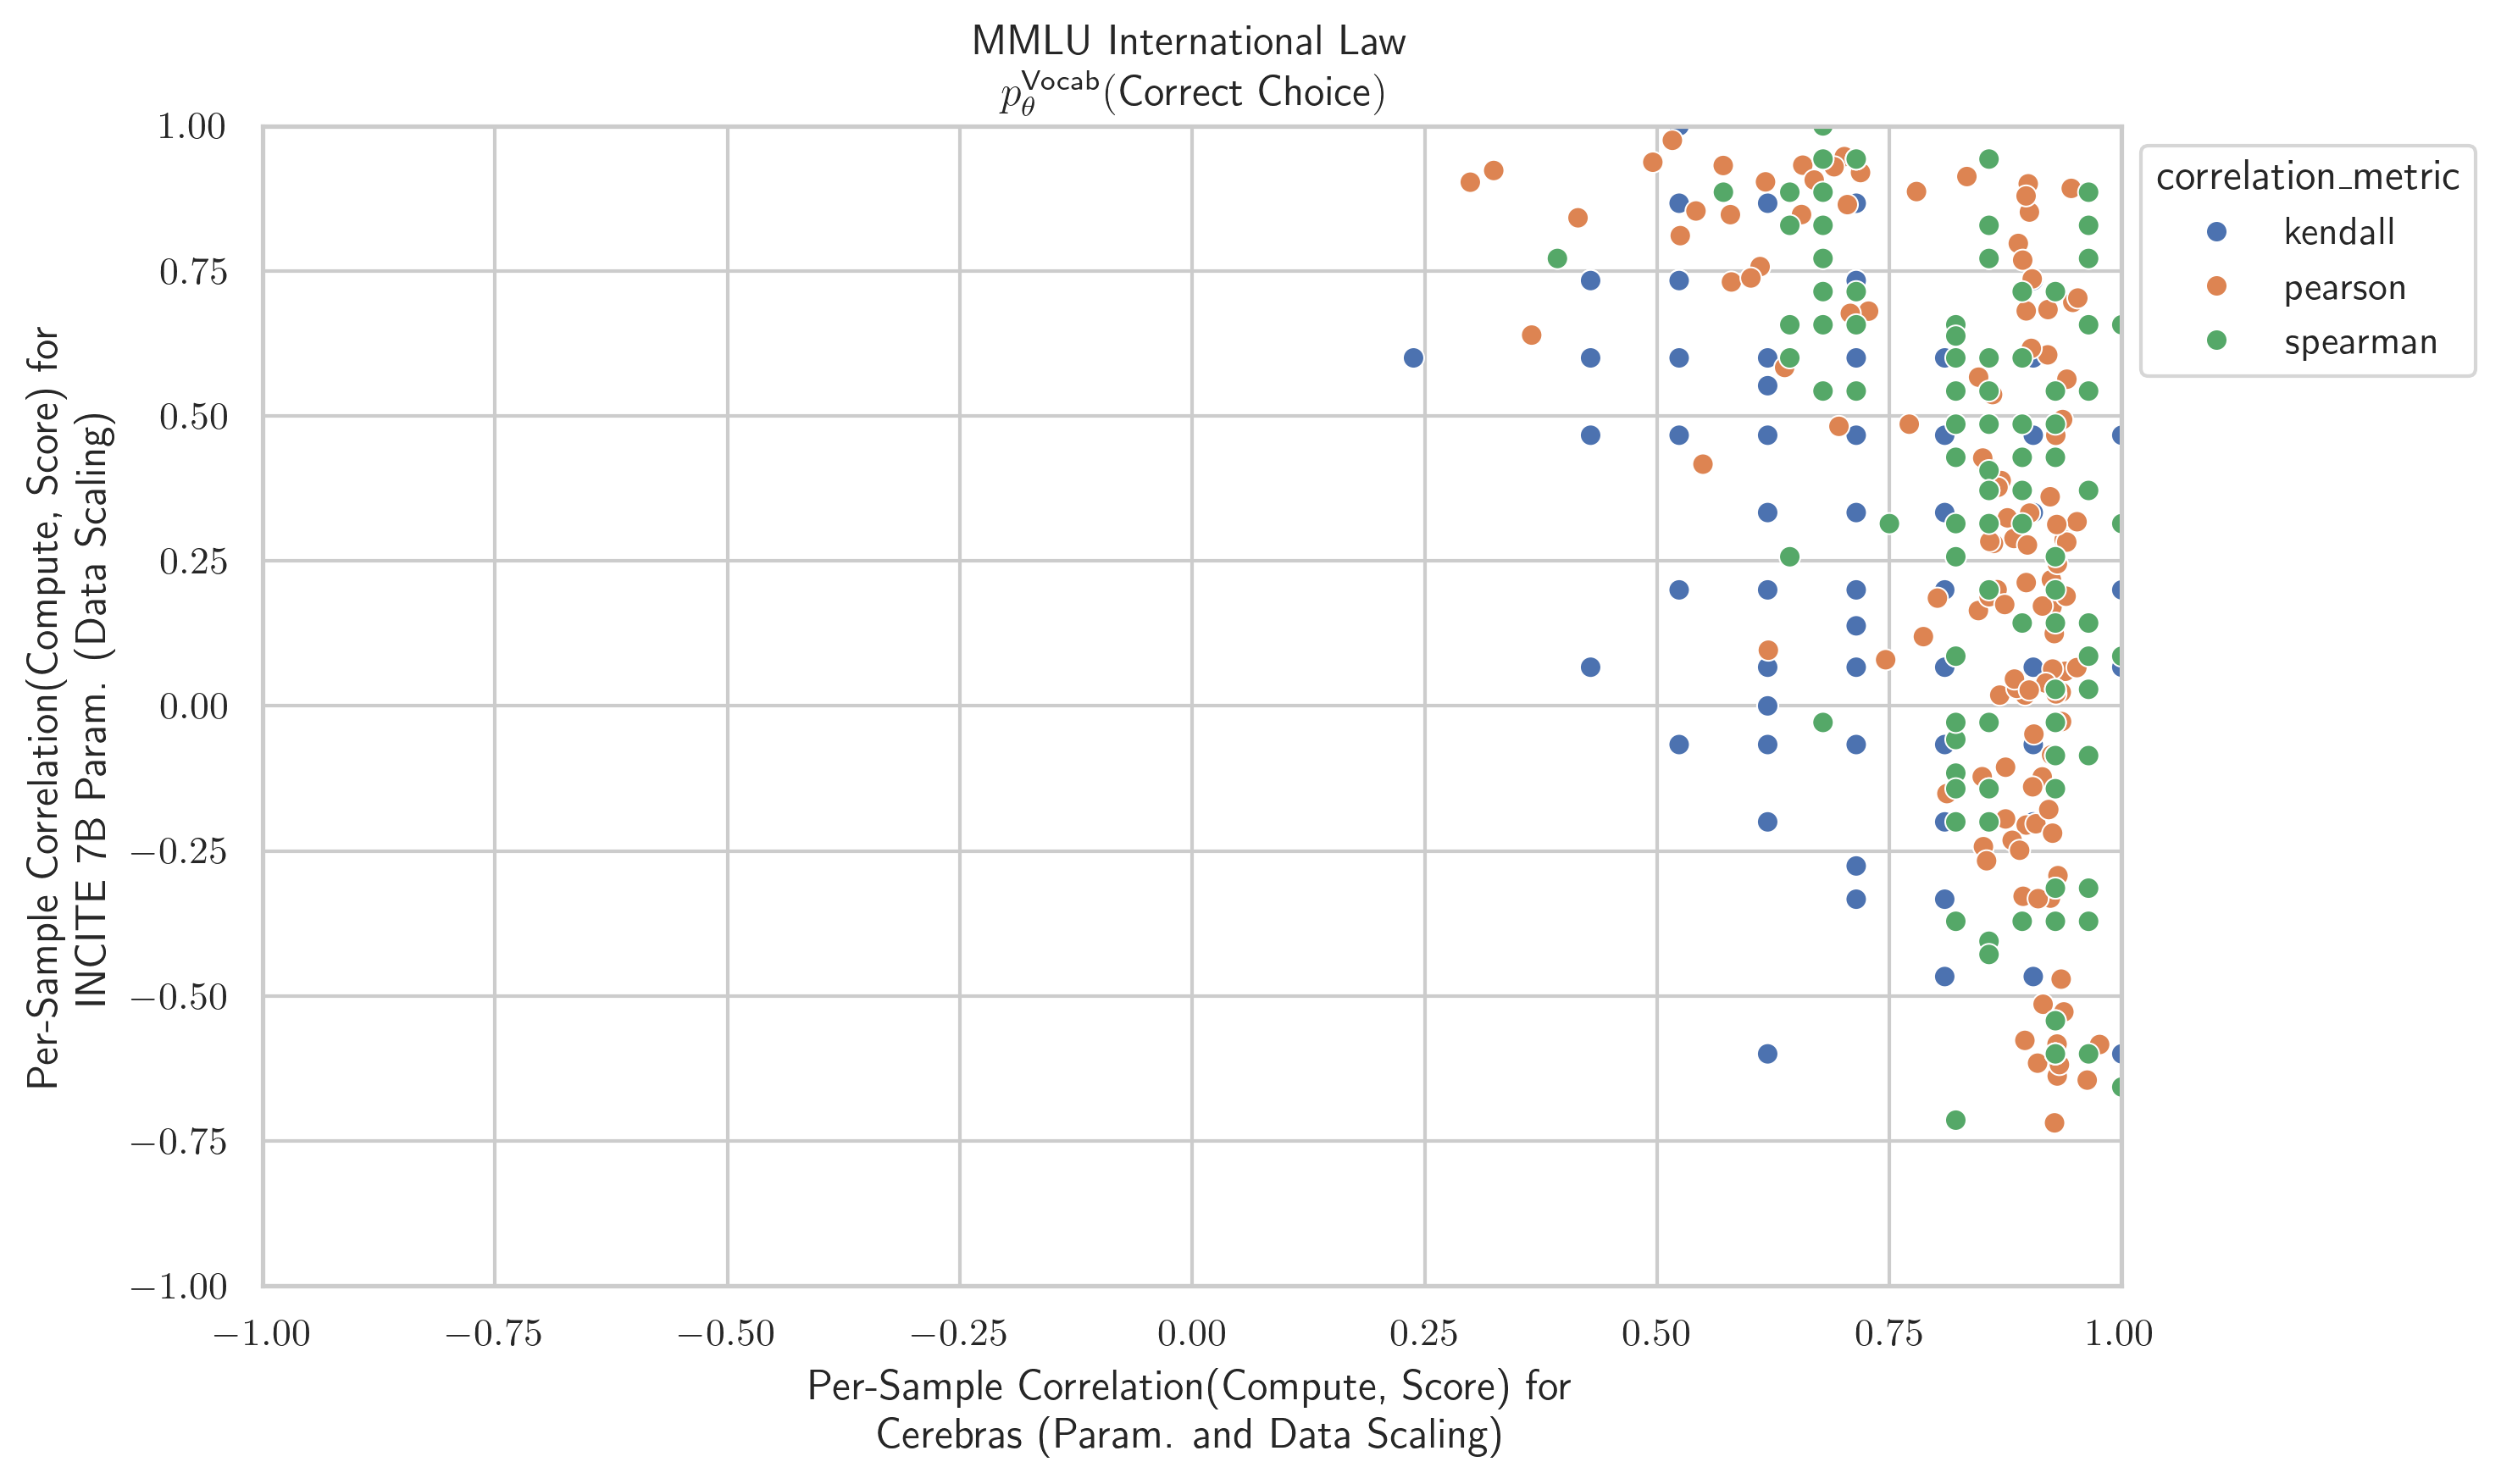 MMLU International Law
p_θ^Vocab(Correct Choice)
Per-Sample Correlation(Compute, Score) for
INCITE 7B Param. (Data Scaling)
1.00
0.75
0.50
0.25
0.00
−0.25
−0.50
−0.75
−1.00
−1.00 −0.75 −0.50 −0.25 0.00 0.25 0.50 0.75 1.00
Per-Sample Correlation(Compute, Score) for
Cerebras (Param. and Data Scaling)
correlation_metric
kendall
pearson
spearman